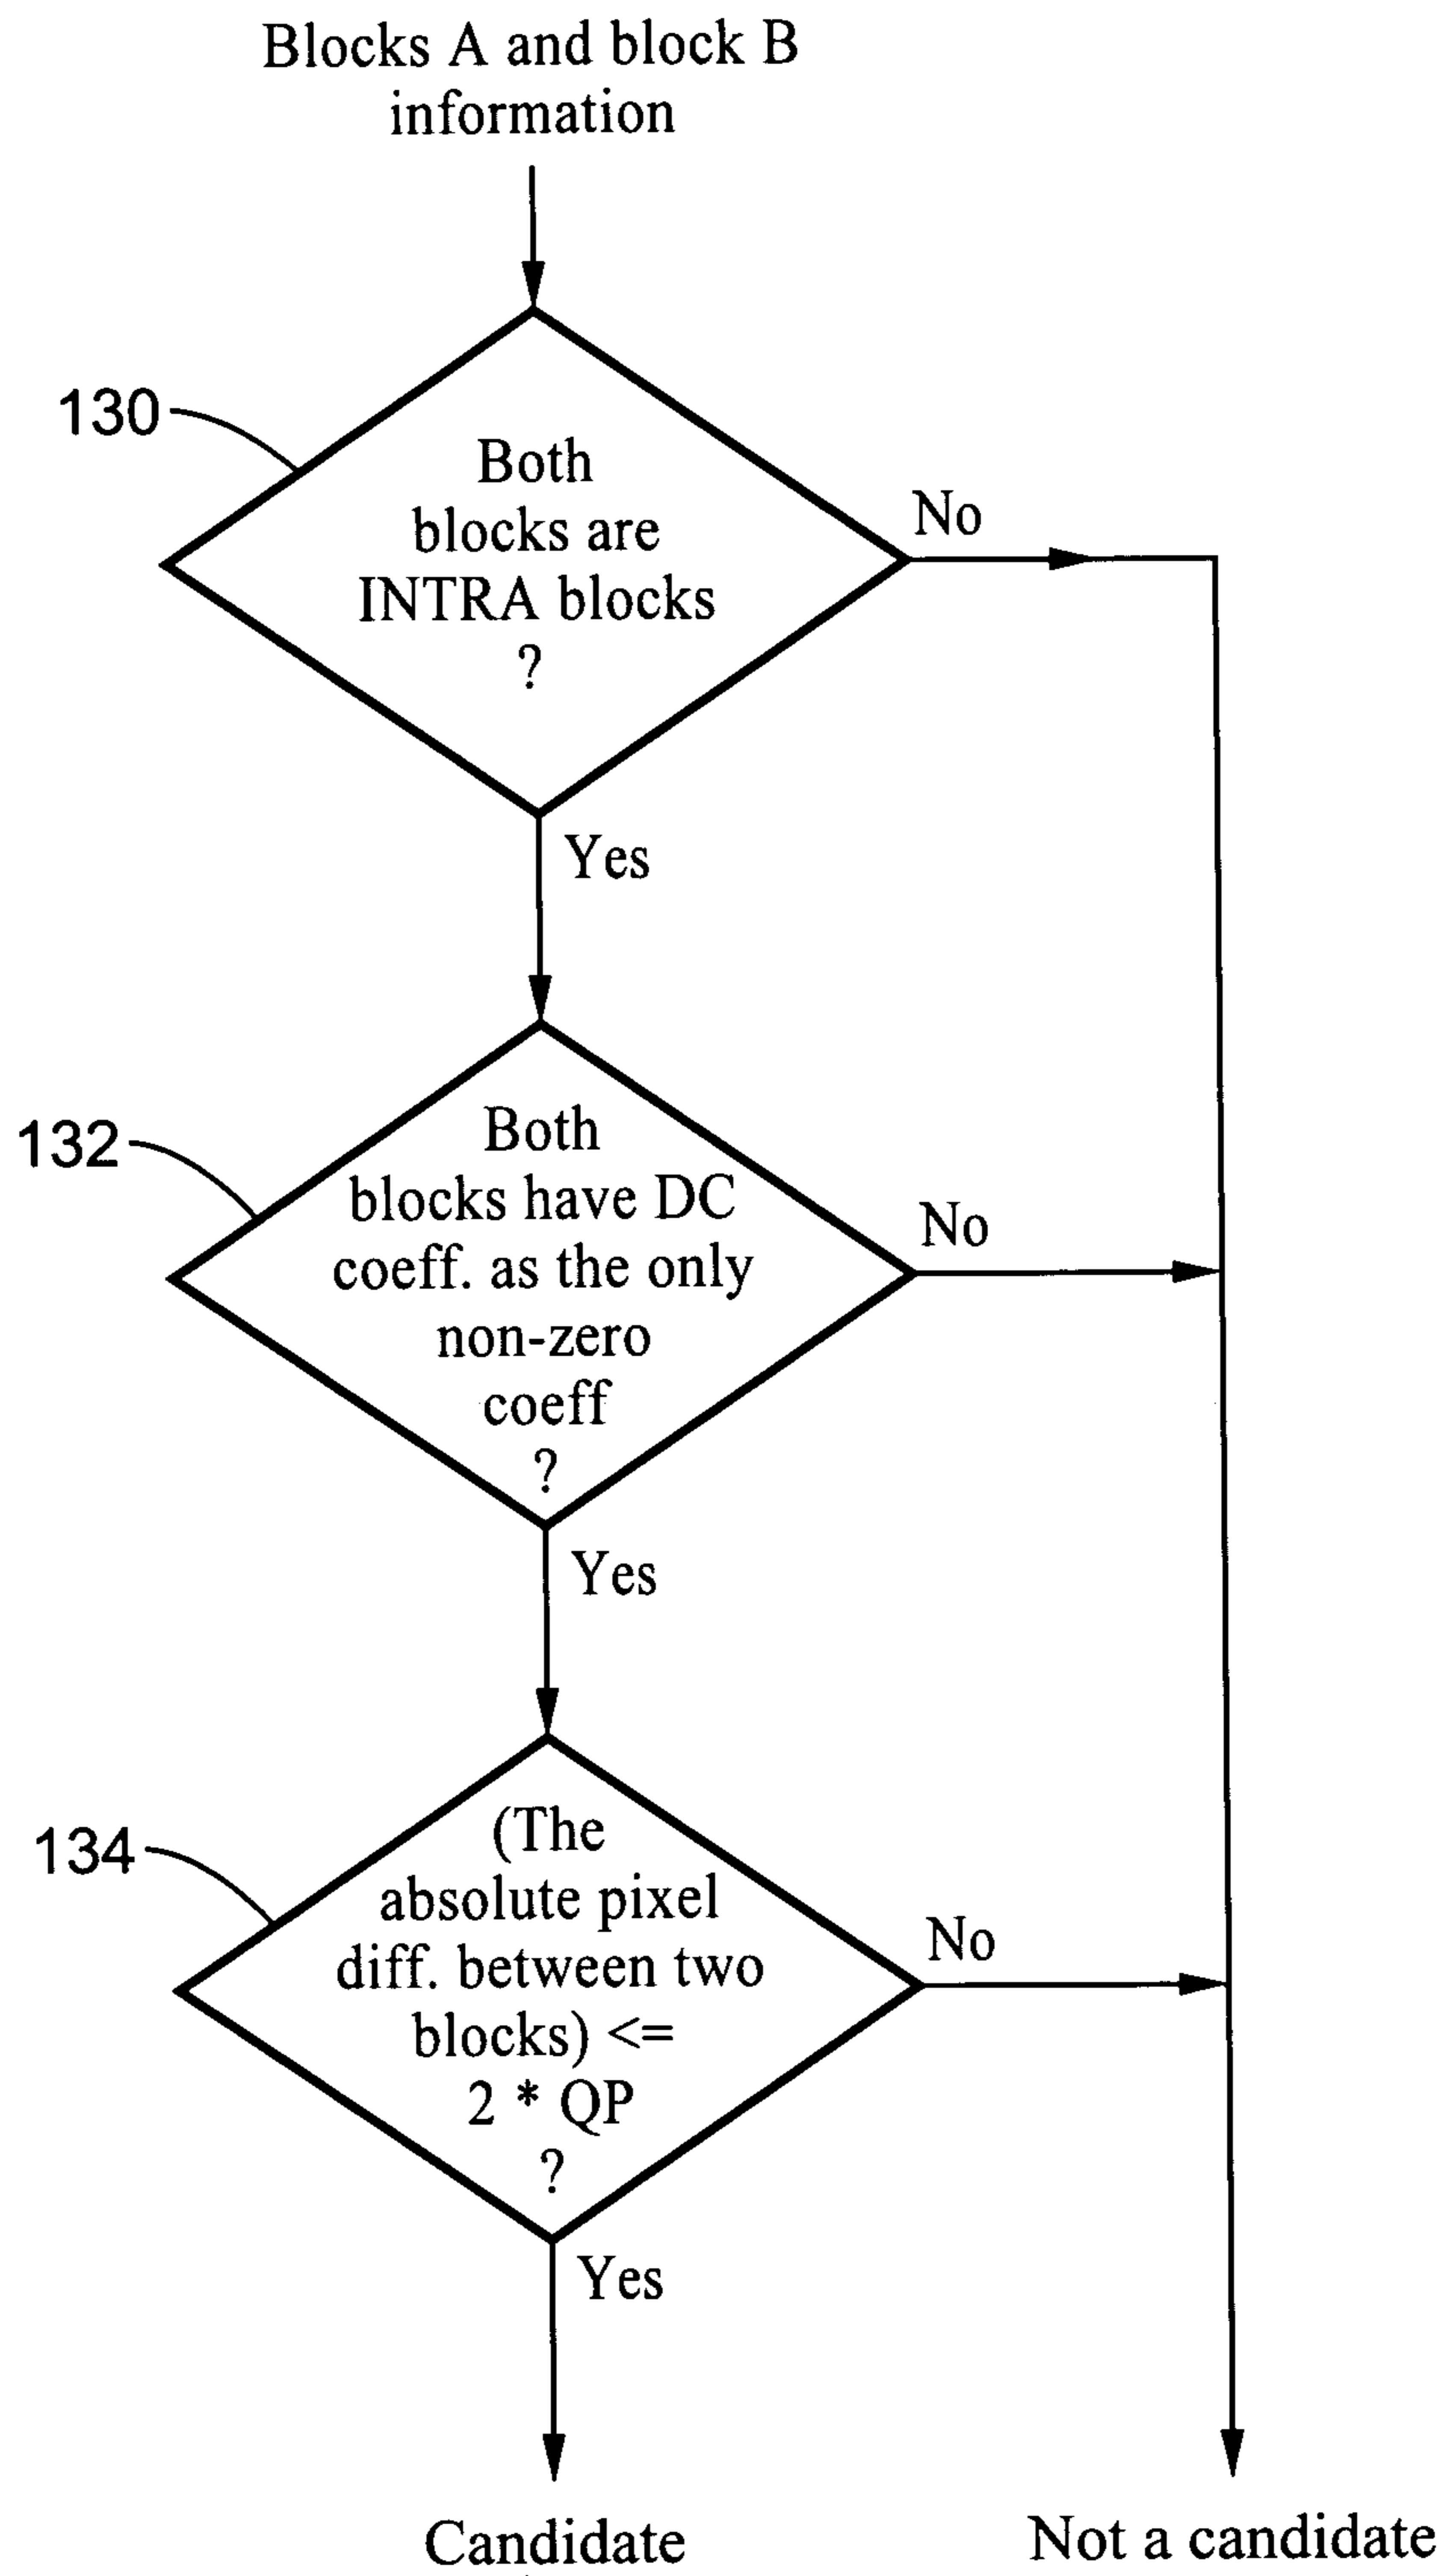 Blocks A and block B
information
130
Both
blocks are
INTRA blocks
?
No
Yes
132
Both
blocks have DC
coeff. as the only
non-zero
coeff
?
No
Yes
134
(The
absolute pixel
diff. between two
blocks) <=
2 * QP
?
No
Yes
Candidate
Not a candidate